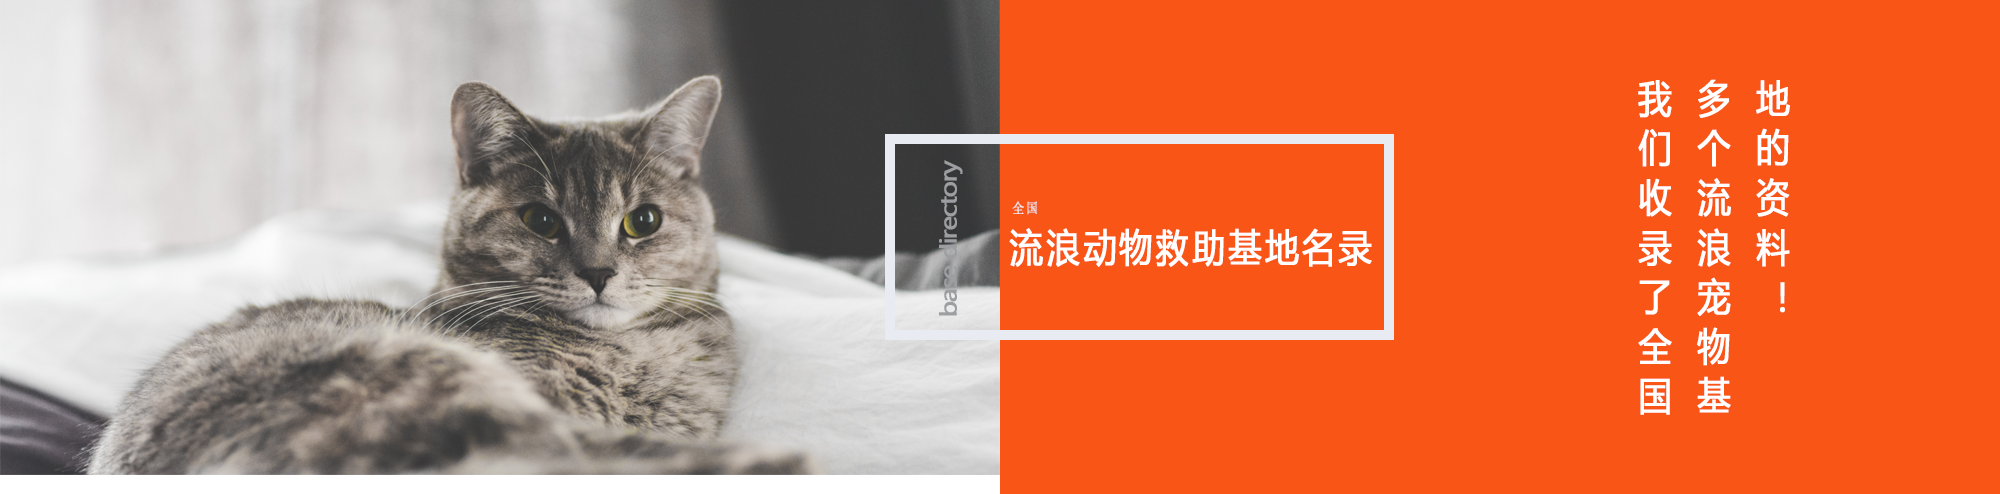 base directory
全国
流浪动物救助基地名录
我们收录了全国
多个流浪宠物基
地的资料！